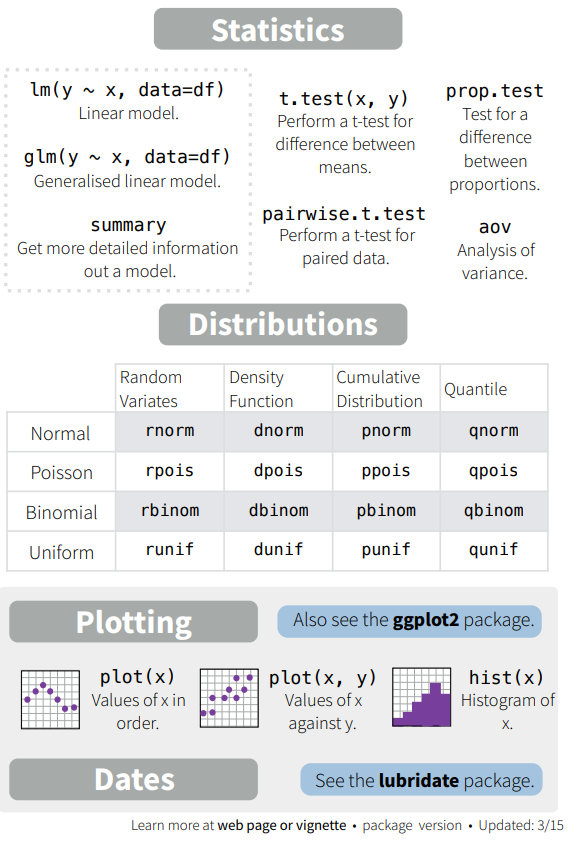 Statistics
lm(y ~ x, data=df)
Linear model.
glm(y ~ x, data=df)
Generalised linear model.
summary
Get more detailed information
out a model.
t.test(x, y)
Perform a t-test for
difference between
means.
pairwise.t.test
Perform a t-test for
paired data.
prop.test
Test for a
difference
between
proportions.
aov
Analysis of
variance.
Distributions
Random Variates Density Function Cumulative Distribution Quantile
Normal rnorm dnorm pnorm qnorm
Poisson rpois dpois ppois qpois
Binomial rbinom dbinom pbinom qbinom
Uniform runif dunif punif qunif
Plotting
Also see the ggplot2 package.
plot(x)
Values of x in
order.
plot(x, y)
Values of x
against y.
hist(x)
Histogram of
x.
Dates
See the lubridate package.
Learn more at web page or vignette • package version • Updated: 3/15